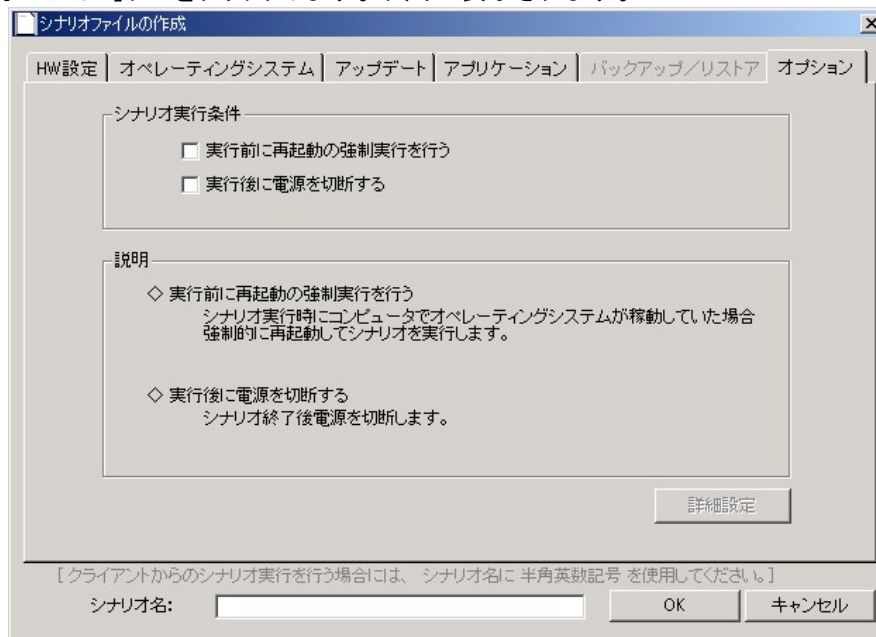 シナリオファイルの作成
HW設定 オペレーティングシステム アップデート アプリケーション バックアップ／リストア オプション
シナリオ実行条件
実行前に再起動の強制実行を行う
実行後に電源を切断する
説明
◇ 実行前に再起動の強制実行を行う
シナリオ実行時にコンピュータでオペレーティングシステムが稼動していた場合
強制的に再起動してシナリオを実行します。
◇ 実行後に電源を切断する
シナリオ終了後電源を切断します。
詳細設定
[ クライアントからのシナリオ実行を行う場合には、 シナリオ名に 半角英数記号 を使用してください。]
シナリオ名: OK キャンセル